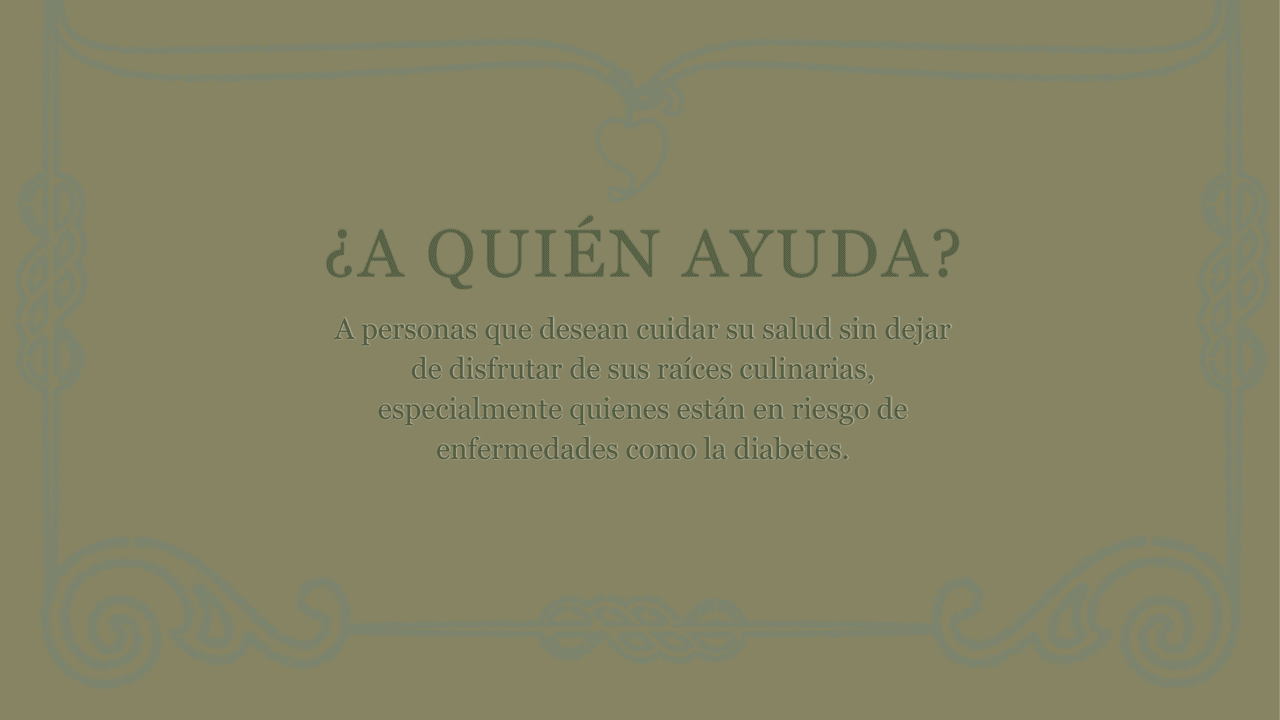 ¿A QUIÉN AYUDA?
A personas que desean cuidar su salud sin dejar
de disfrutar de sus raíces culinarias,
especialmente quienes están en riesgo de
enfermedades como la diabetes.